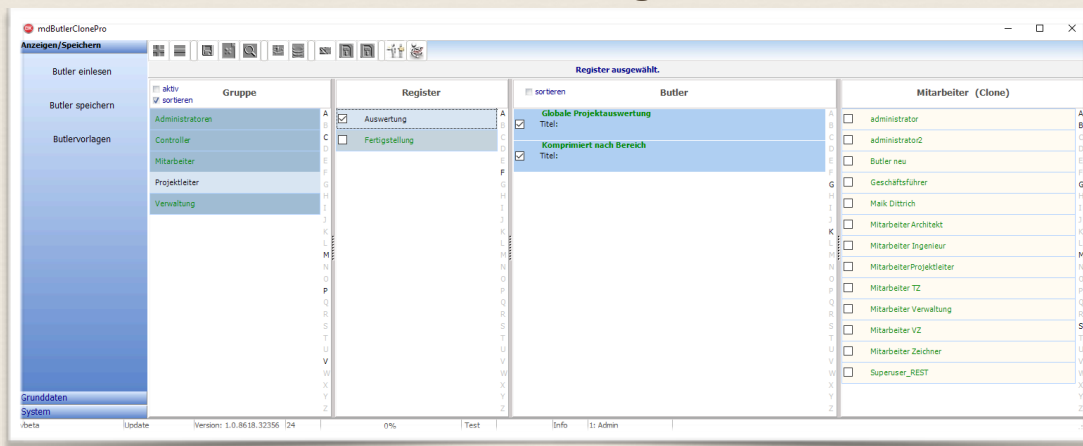 mdButlerClonePro
Anzeigen/Speichern
Butler einlesen
Butler speichern
Butlervorlagen
Grunddaten
System
Register ausgewählt.
aktiv
sortieren
Gruppe
Administratoren
Controller
Mitarbeiter
Projektleiter
Verwaltung
A
B
C
D
E
F
G
H
I
J
K
L
M
N
O
P
Q
R
S
T
U
V
W
X
Y
Z
Register
Auswertung
Fertigstellung
A
B
C
D
E
F
G
H
I
J
K
L
M
N
O
P
Q
R
S
T
U
V
W
X
Y
Z
sortieren
Butler
Globale Projektauswertung
Titel:
Komprimiert nach Bereich
Titel:
A
B
C
D
E
F
G
H
I
J
K
L
M
N
O
P
Q
R
S
T
U
V
W
X
Y
Z
Mitarbeiter (Clone)
administrator
administrator2
Butler neu
Geschäftsführer
Maik Dittrich
Mitarbeiter Architekt
Mitarbeiter Ingenieur
MitarbeiterProjektleiter
Mitarbeiter TZ
Mitarbeiter Verwaltung
Mitarbeiter VZ
Mitarbeiter Zeichner
Superuser_REST
Update Version: 1.0.8618.32356 24 0% Test Info 1: Admin